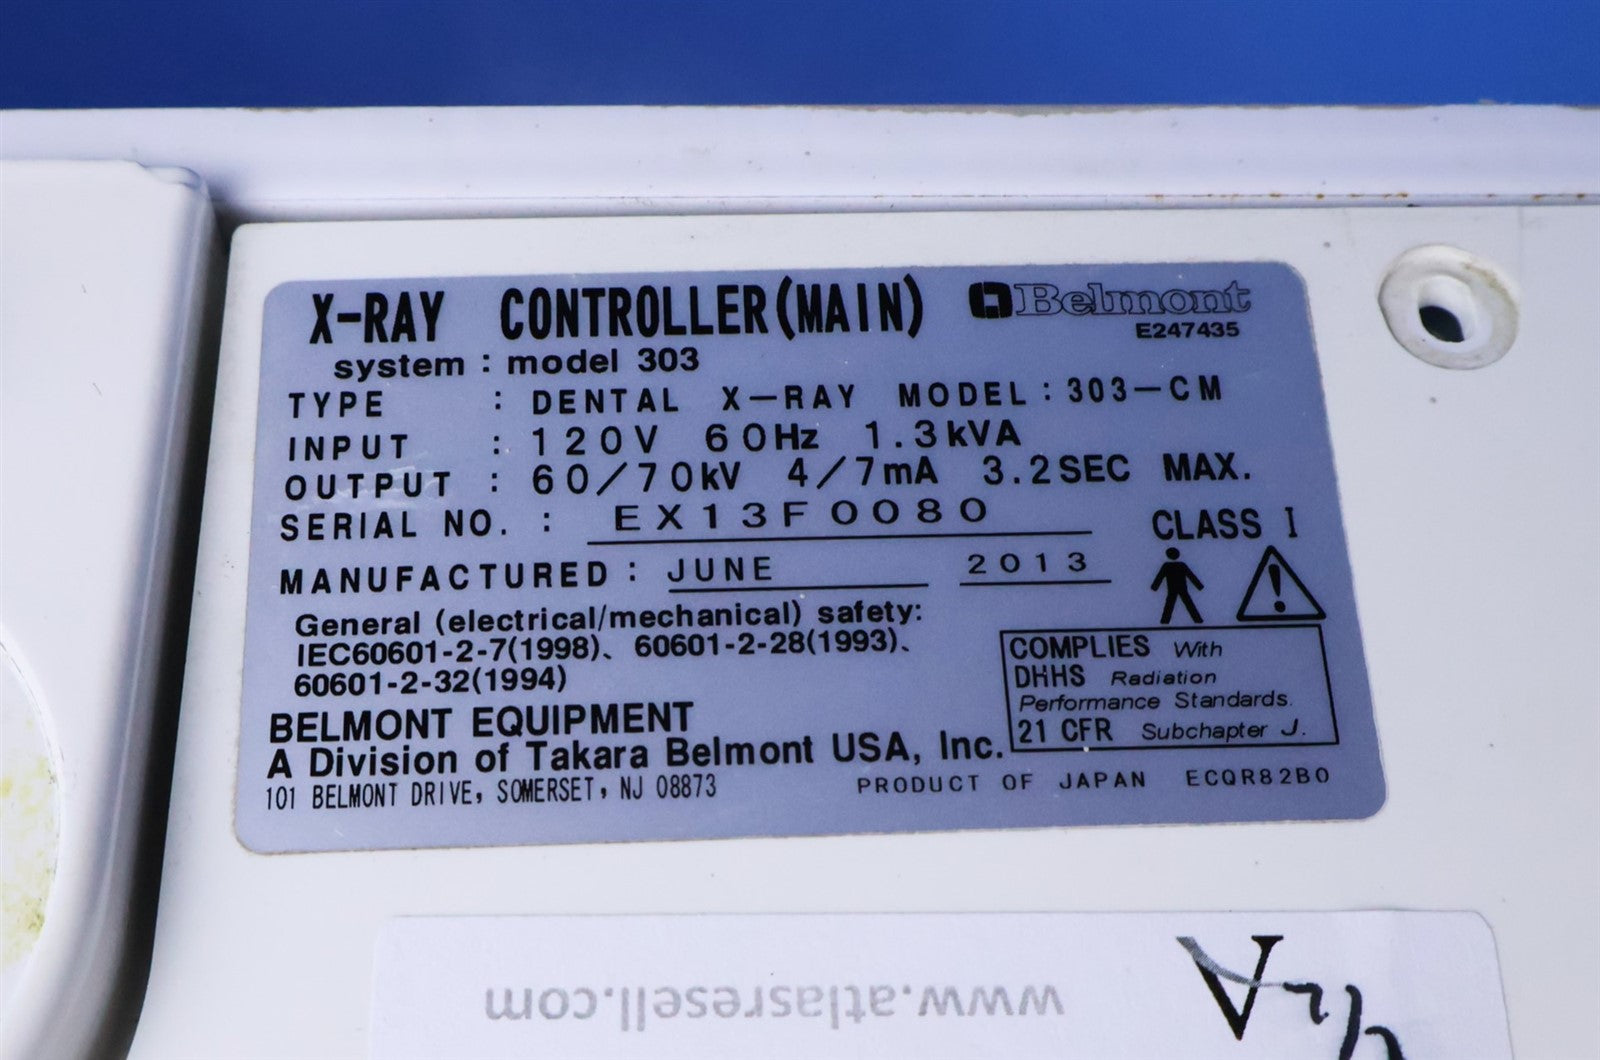 X-RAY CONTROLLER(MAIN) Belmont
E247435
system : model 303
TYPE : DENTAL X-RAY MODEL : 303-CM
INPUT : 120V 60Hz 1.3kVA
OUTPUT : 60/70kV 4/7mA 3.2SEC MAX.
SERIAL NO. : EX13F0080
CLASS I
MANUFACTURED : JUNE 2013
General (electrical/mechanical) safety:
IEC60601-2-7(1998)、 60601-2-28(1993)、
60601-2-32(1994)
COMPLIES With
DHHS Radiation
Performance Standards.
21 CFR Subchapter J.
BELMONT EQUIPMENT
A Division of Takara Belmont USA, Inc.
101 BELMONT DRIVE, SOMERSET, NJ 08873
PRODUCT OF JAPAN ECQR82B0
www.atlasresell.com